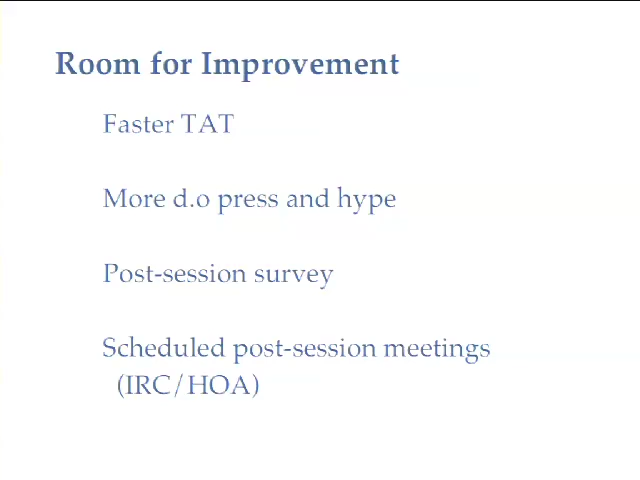 Room for Improvement
Faster TAT
More d.o press and hype
Post-session survey
Scheduled post-session meetings
(IRC/HOA)